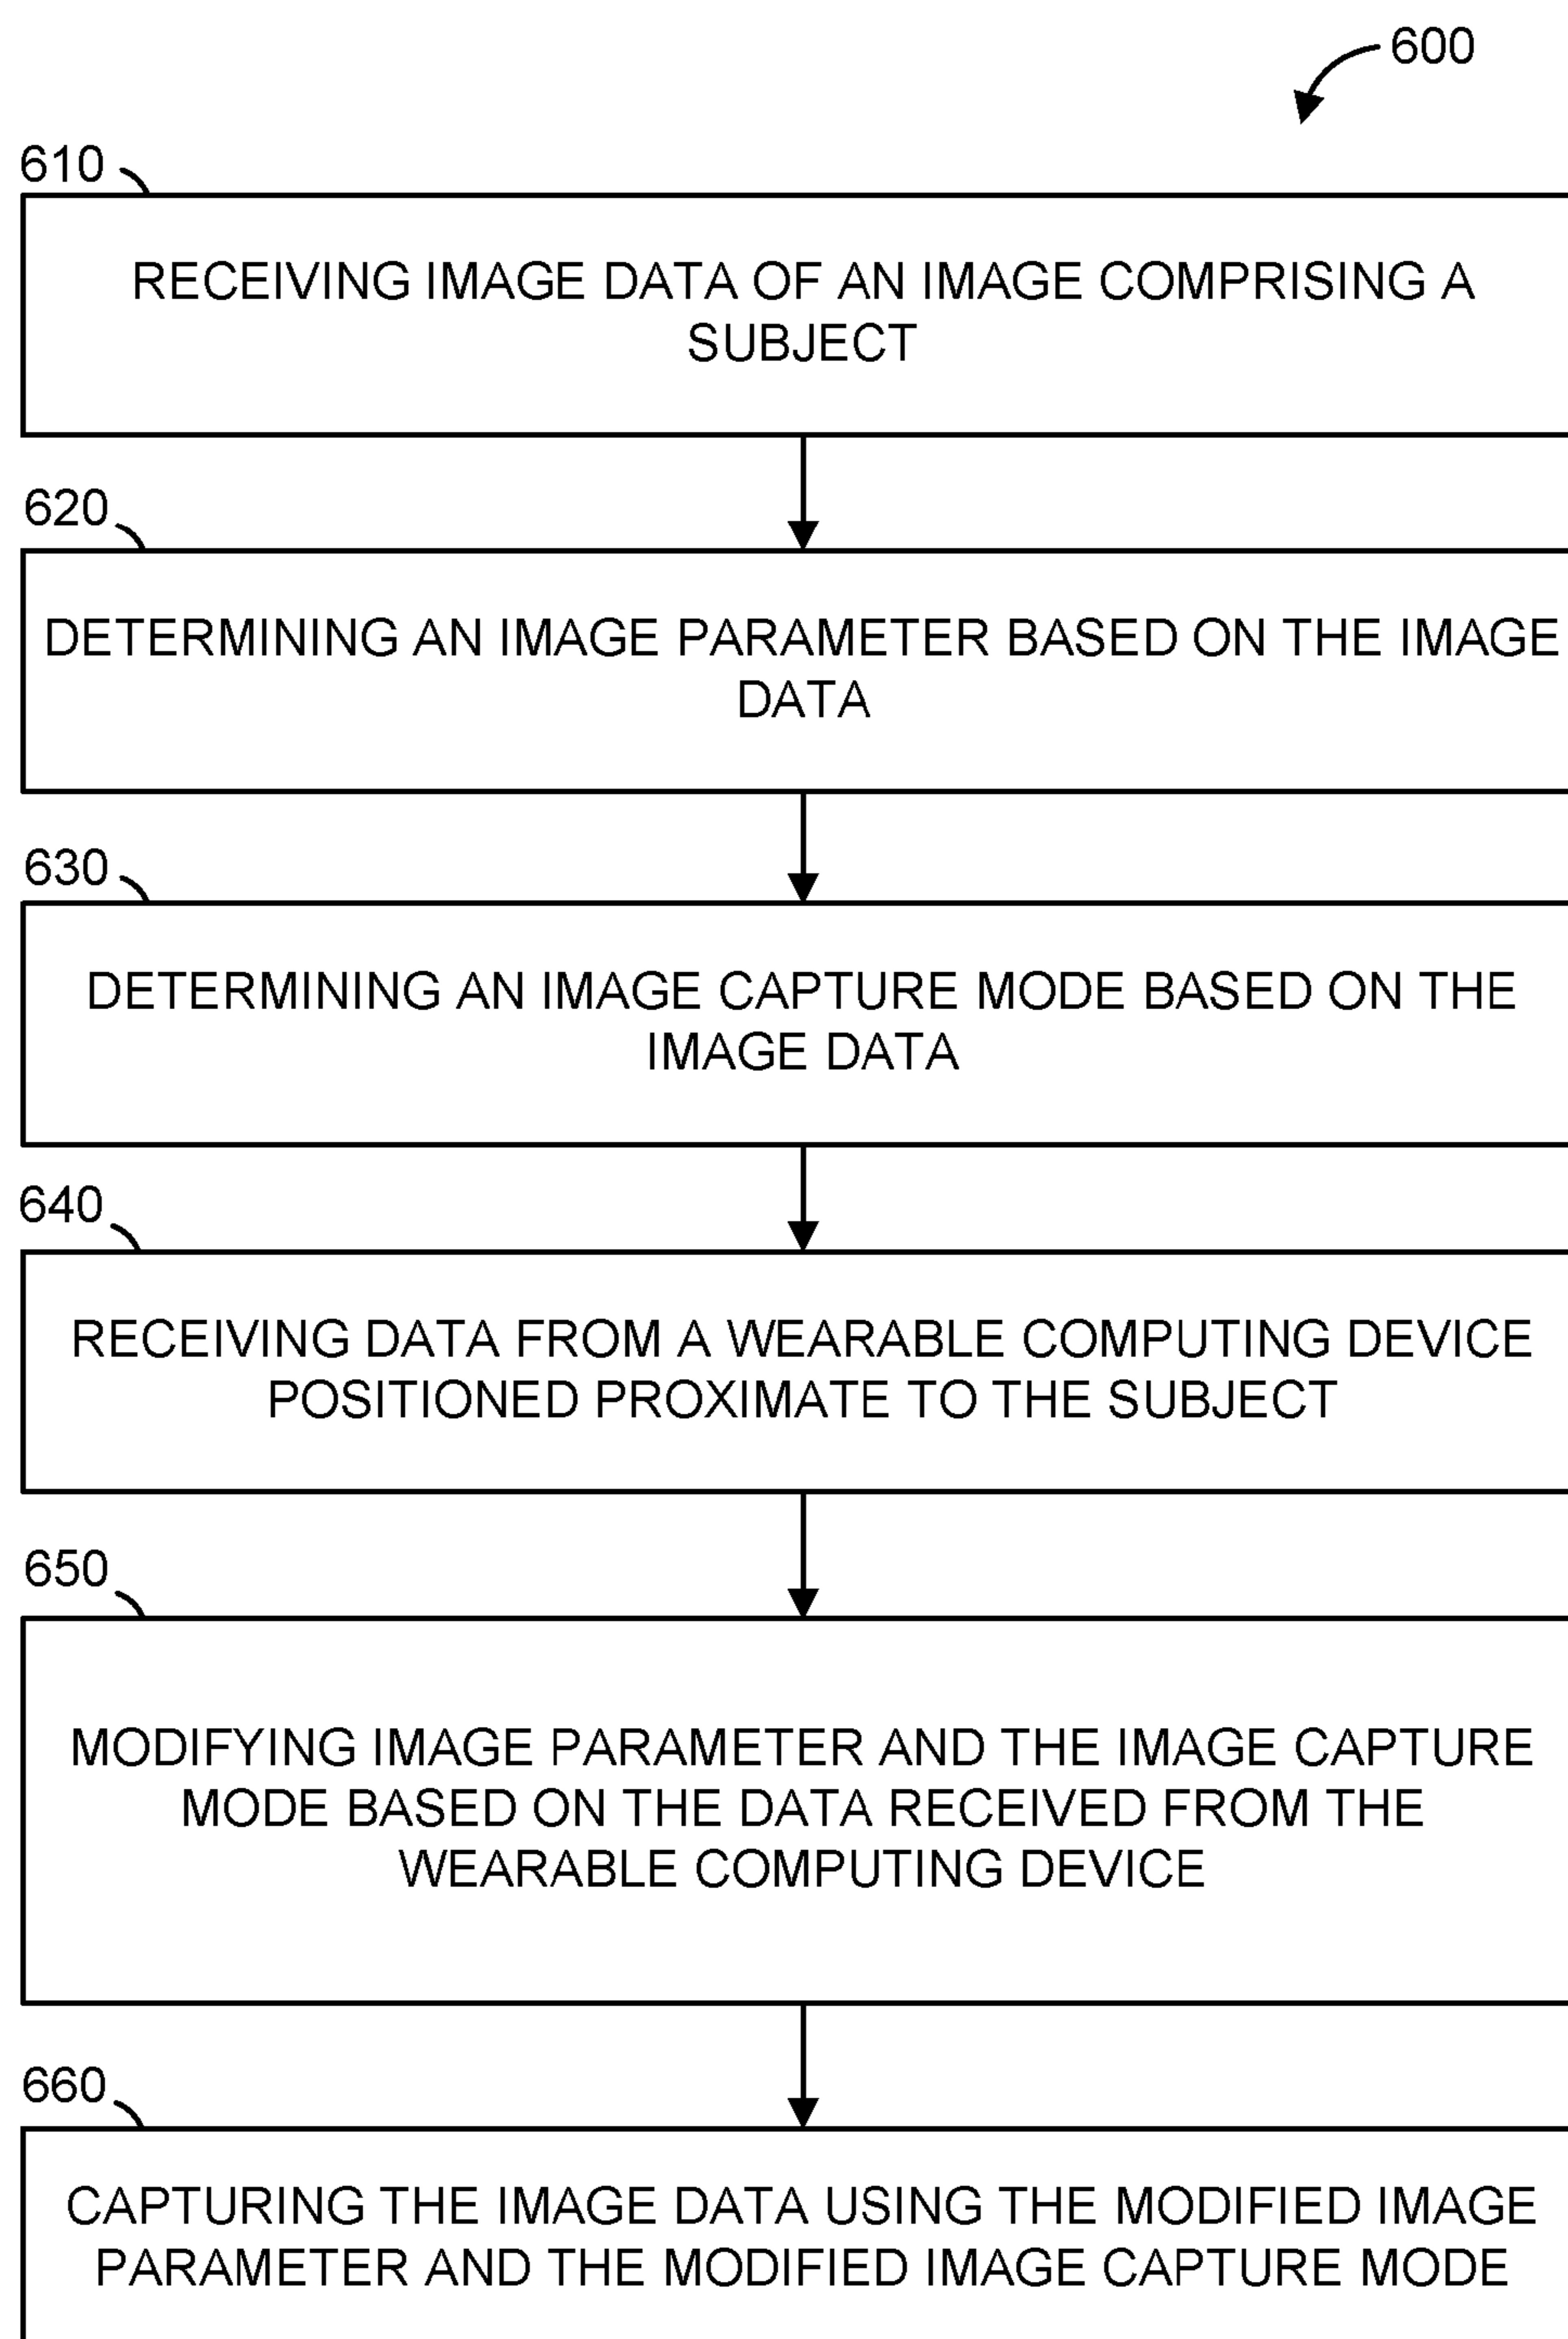 600
610
RECEIVING IMAGE DATA OF AN IMAGE COMPRISING A
SUBJECT
620
DETERMINING AN IMAGE PARAMETER BASED ON THE IMAGE
DATA
630
DETERMINING AN IMAGE CAPTURE MODE BASED ON THE
IMAGE DATA
640
RECEIVING DATA FROM A WEARABLE COMPUTING DEVICE
POSITIONED PROXIMATE TO THE SUBJECT
650
MODIFYING IMAGE PARAMETER AND THE IMAGE CAPTURE
MODE BASED ON THE DATA RECEIVED FROM THE
WEARABLE COMPUTING DEVICE
660
CAPTURING THE IMAGE DATA USING THE MODIFIED IMAGE
PARAMETER AND THE MODIFIED IMAGE CAPTURE MODE